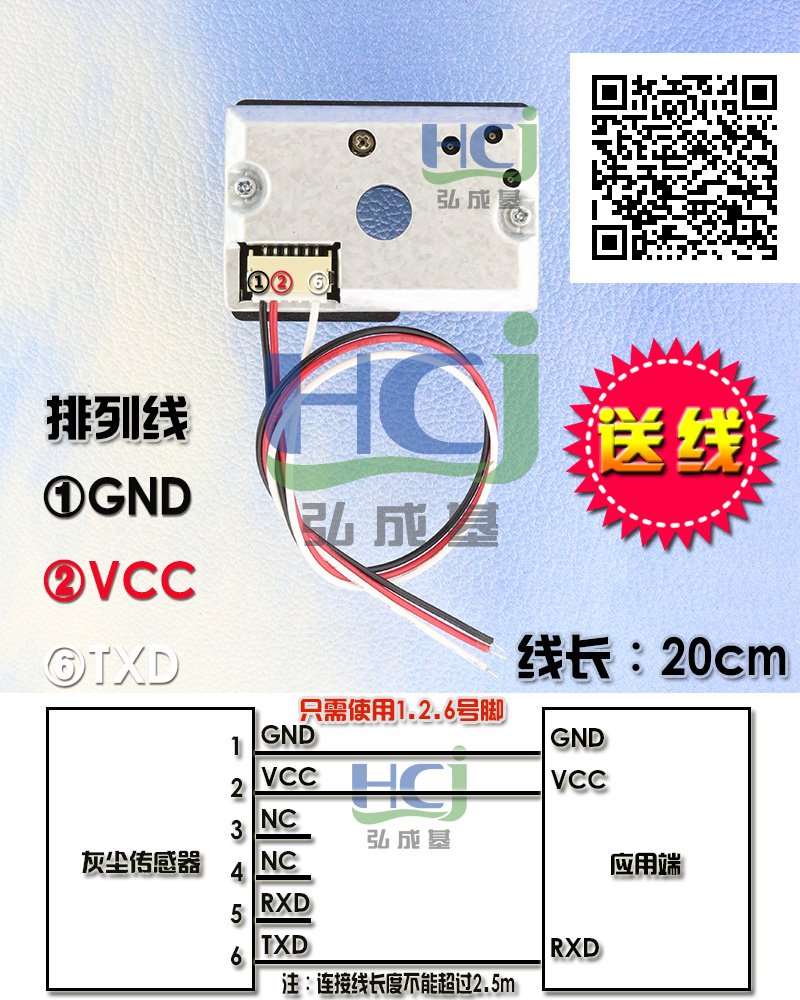 HCj
弘成基
① ② ⑥
HCj
弘成基
排列线
①GND
②VCC
⑥TXD
送线
线长：20cm
只需使用1.2.6号脚
1 GND GND
2 VCC VCC
HCj
弘成基
3 NC
4 NC
灰尘传感器
应用端
5 RXD
6 TXD RXD
注：连接线长度不能超过2.5m